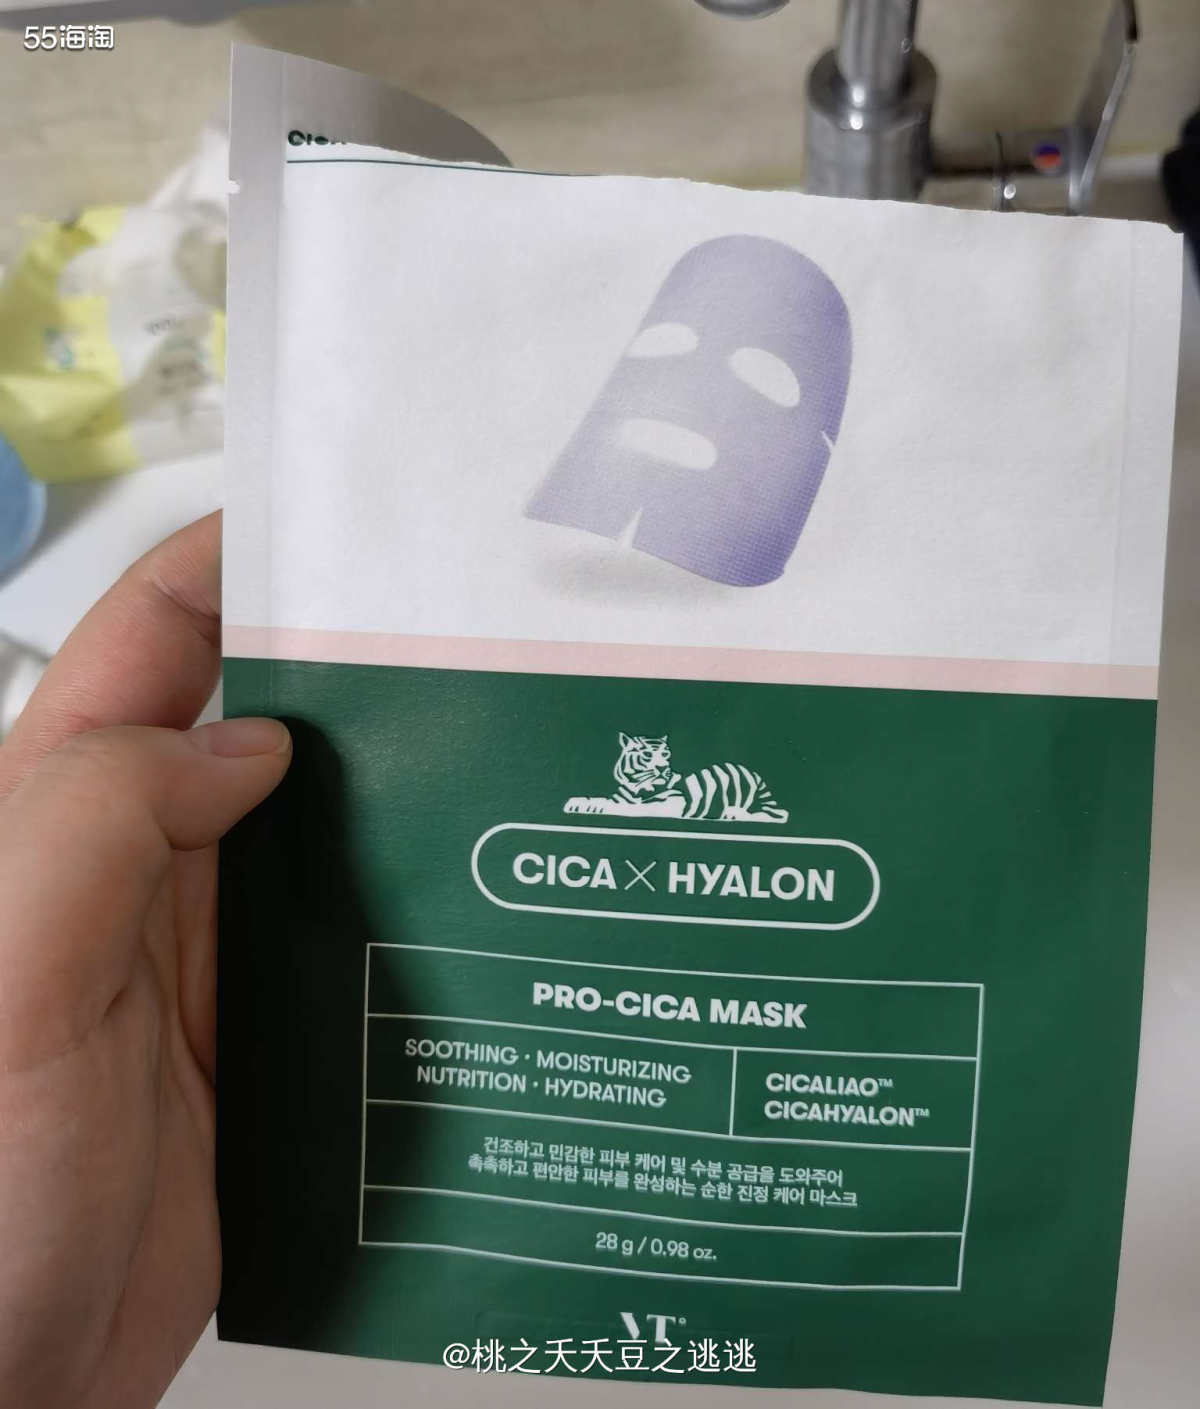 55海淘
CICA × HYALON
PRO-CICA MASK
SOOTHING · MOISTURIZING
NUTRITION · HYDRATING
CICALIAO™
CICAHYALON™
건조하고 민감한 피부 케어 및 수분 공급을 도와주어
촉촉하고 편안한 피부를 완성하는 순한 진정 케어 마스크
28 g / 0.98 oz.
VT
@桃之夭夭豆之逃逃